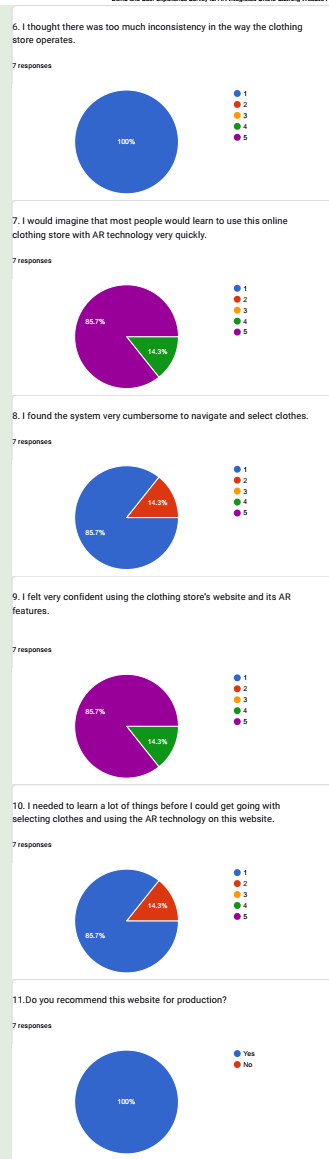 6. I thought there was too much inconsistency in the way the clothing
store operates.
7 responses
100%
1
2
3
4
5
7. I would imagine that most people would learn to use this online
clothing store with AR technology very quickly.
7 responses
85.7%
14.3%
1
2
3
4
5
8. I found the system very cumbersome to navigate and select clothes.
7 responses
14.3%
85.7%
1
2
3
4
5
9. I felt very confident using the clothing store's website and its AR
features.
7 responses
85.7%
14.3%
1
2
3
4
5
10. I needed to learn a lot of things before I could get going with
selecting clothes and using the AR technology on this website.
7 responses
14.3%
85.7%
1
2
3
4
5
11.Do you recommend this website for production?
7 responses
100%
Yes
No